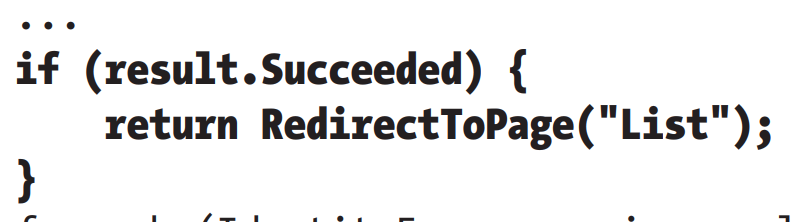 ...
if (result.Succeeded) {
    return RedirectToPage("List");
}